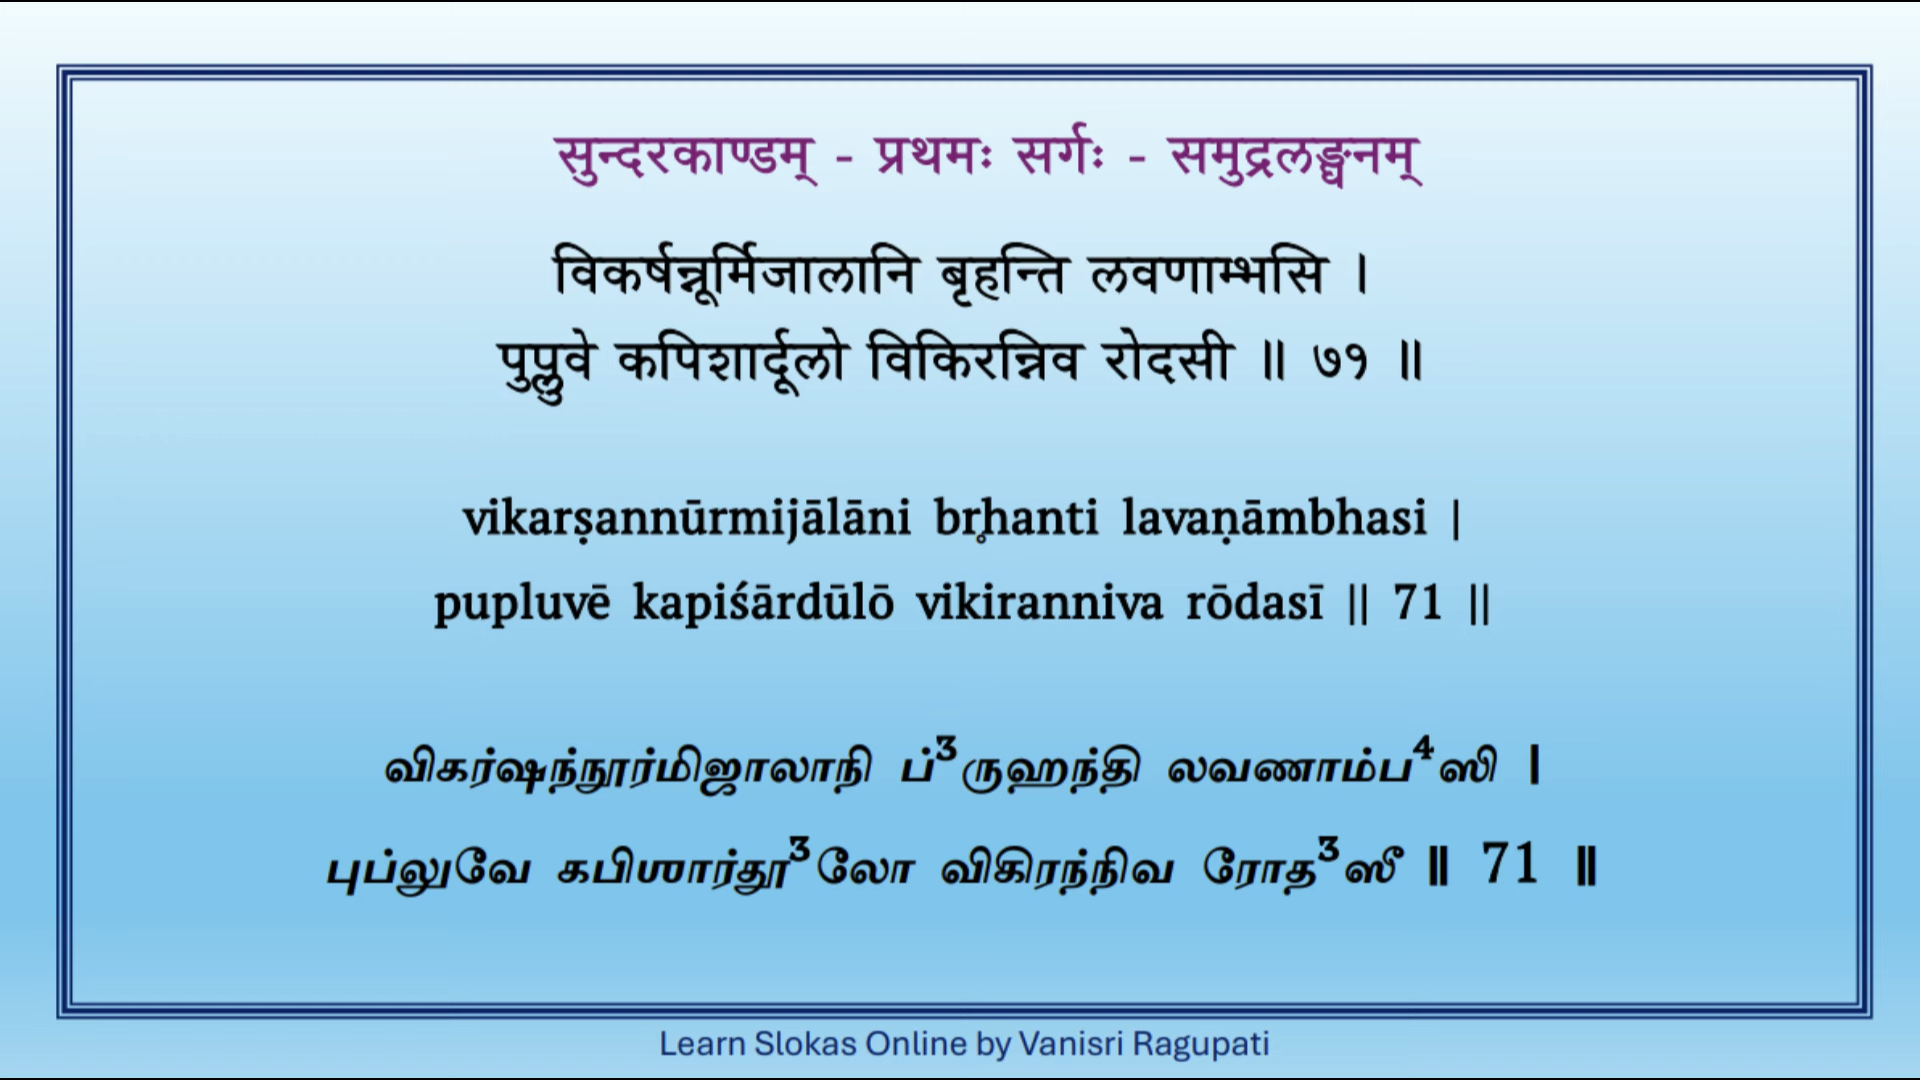 सुन्दरकाण्डम् - प्रथमः सर्गः - समुद्रलङ्घनम्
विकर्षन्नूर्मिजालानि बृहन्ति लवणाम्भसि ।
पुप्लुवे कपिशार्दूलो विकिरन्निव रोदसी ॥ ७१ ॥
vikarṣannūrmijālāni br̥hanti lavaṇāmbhasi |
pupluvē kapiśārdūlō vikiranniva rōdasī || 71 ||
விகர்ஷந்நூர்மிஜாலாநி ப்³ருஹந்தி லவணாம்ப⁴ஸி |
புப்லுவே கபிஶார்தூ³லோ விகிரந்நிவ ரோத³ஸீ ‖ 71 ‖
Learn Slokas Online by Vanisri Ragupati